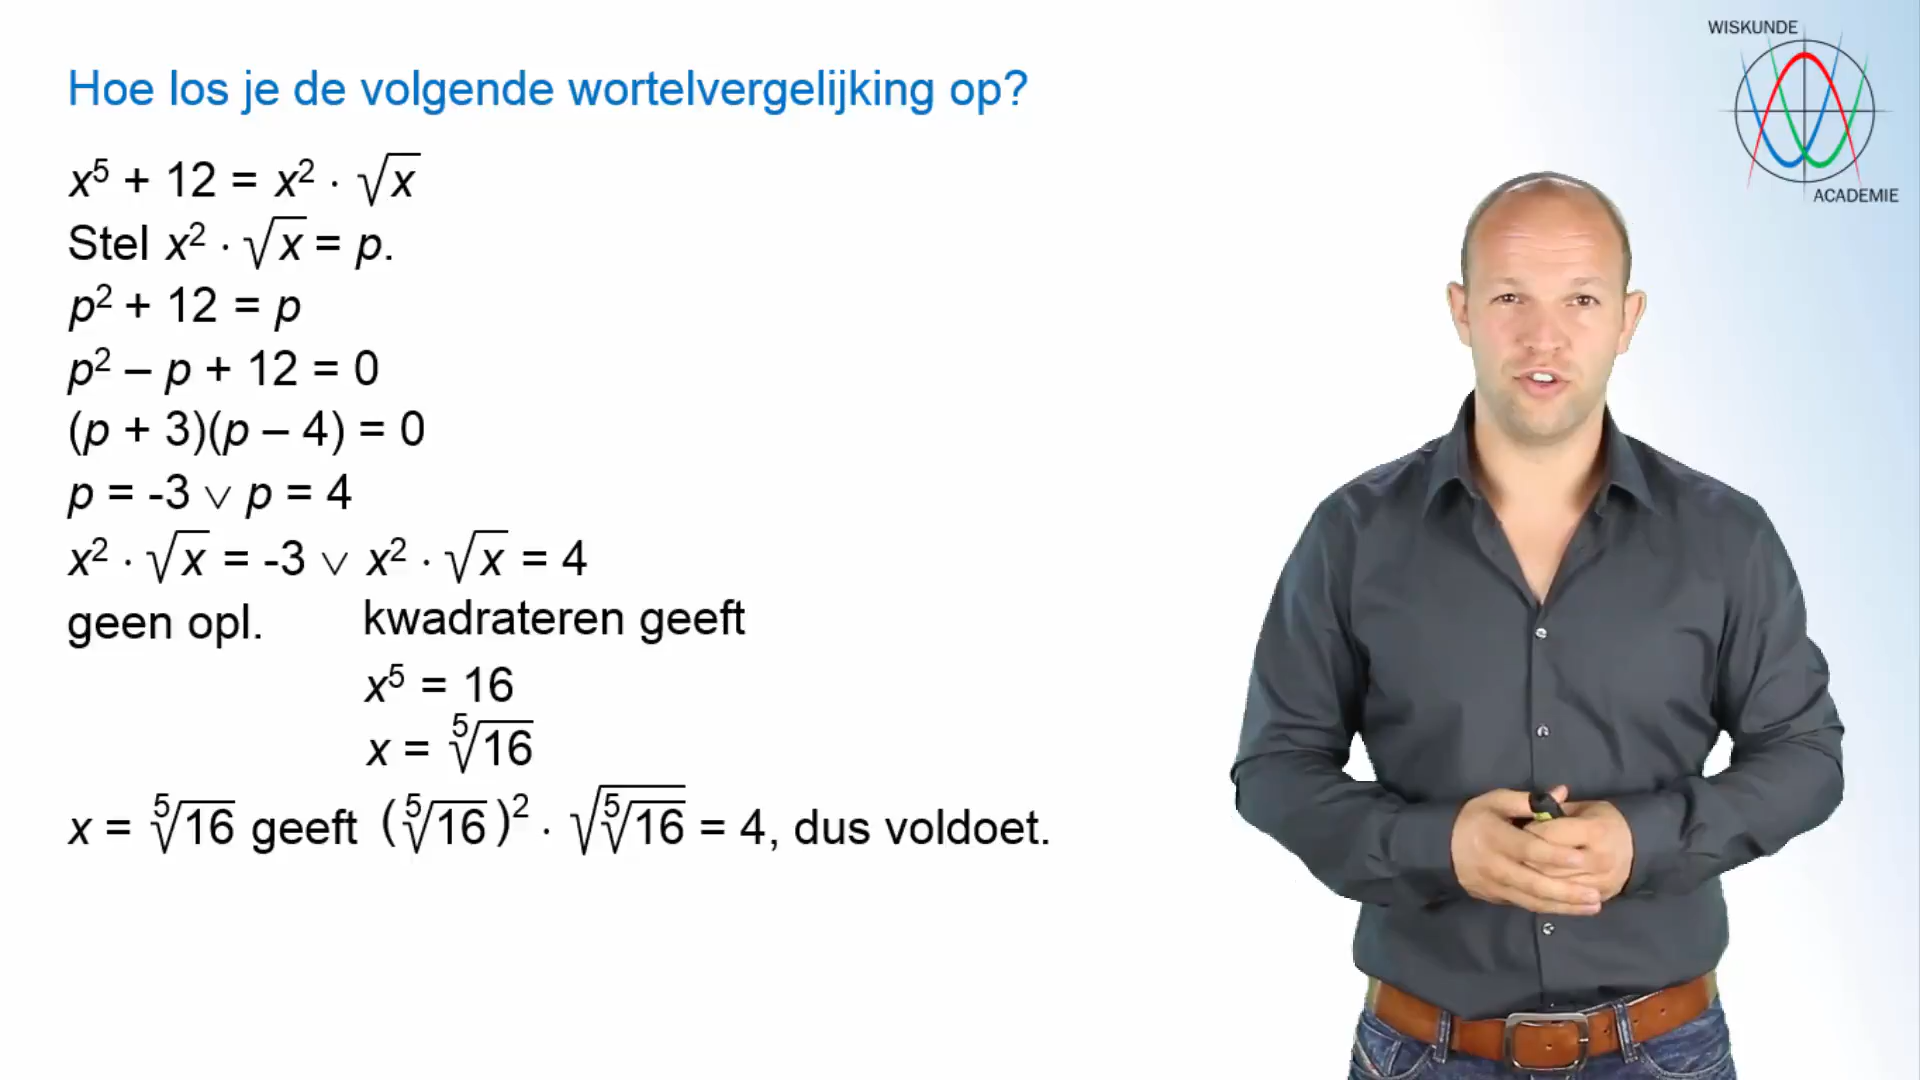 WISKUNDE
ACADEMIE
Hoe los je de volgende wortelvergelijking op?
x⁵ + 12 = x² · √x
Stel x² · √x = p.
p² + 12 = p
p² – p + 12 = 0
(p + 3)(p – 4) = 0
p = -3 ∨ p = 4
x² · √x = -3 ∨ x² · √x = 4
geen opl. kwadrateren geeft
x⁵ = 16
x = ⁵√16
x = ⁵√16 geeft (⁵√16)² · √(⁵√16) = 4, dus voldoet.